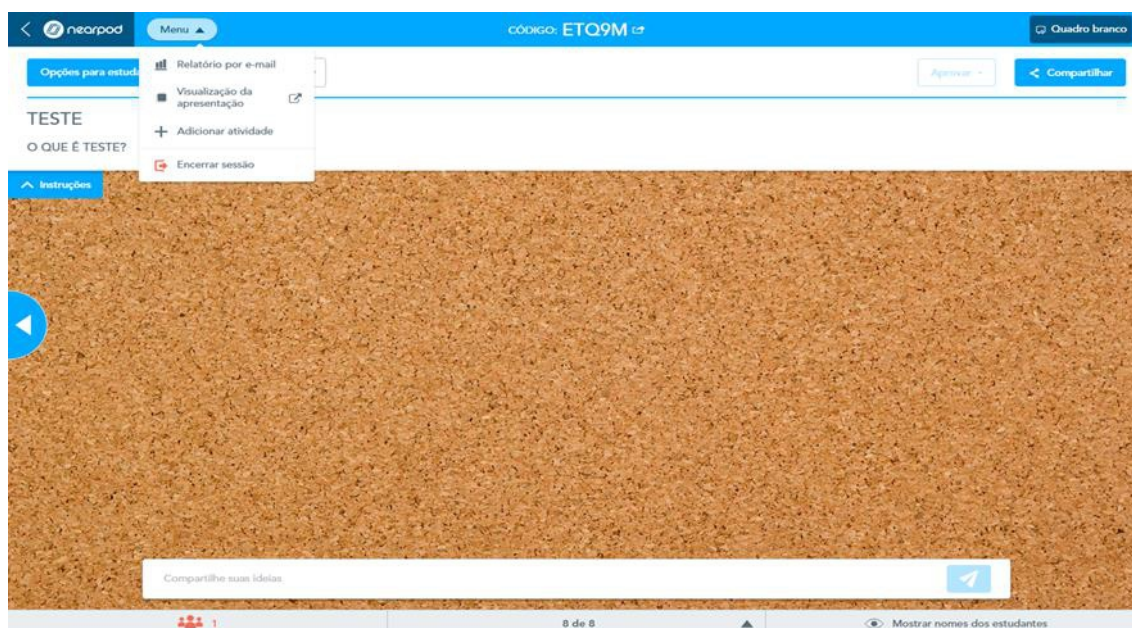 nearpod
Menu
CÓDIGO: ETQ9M
Quadro branco
Opções para estuda
Relatório por e-mail
Visualização da
apresentação
Adicionar atividade
Encerrar sessão
Aprovar
Compartilhar
TESTE
O QUE É TESTE?
Instruções
Compartilhe suas ideias
1
8 de 8
Mostrar nomes dos estudantes